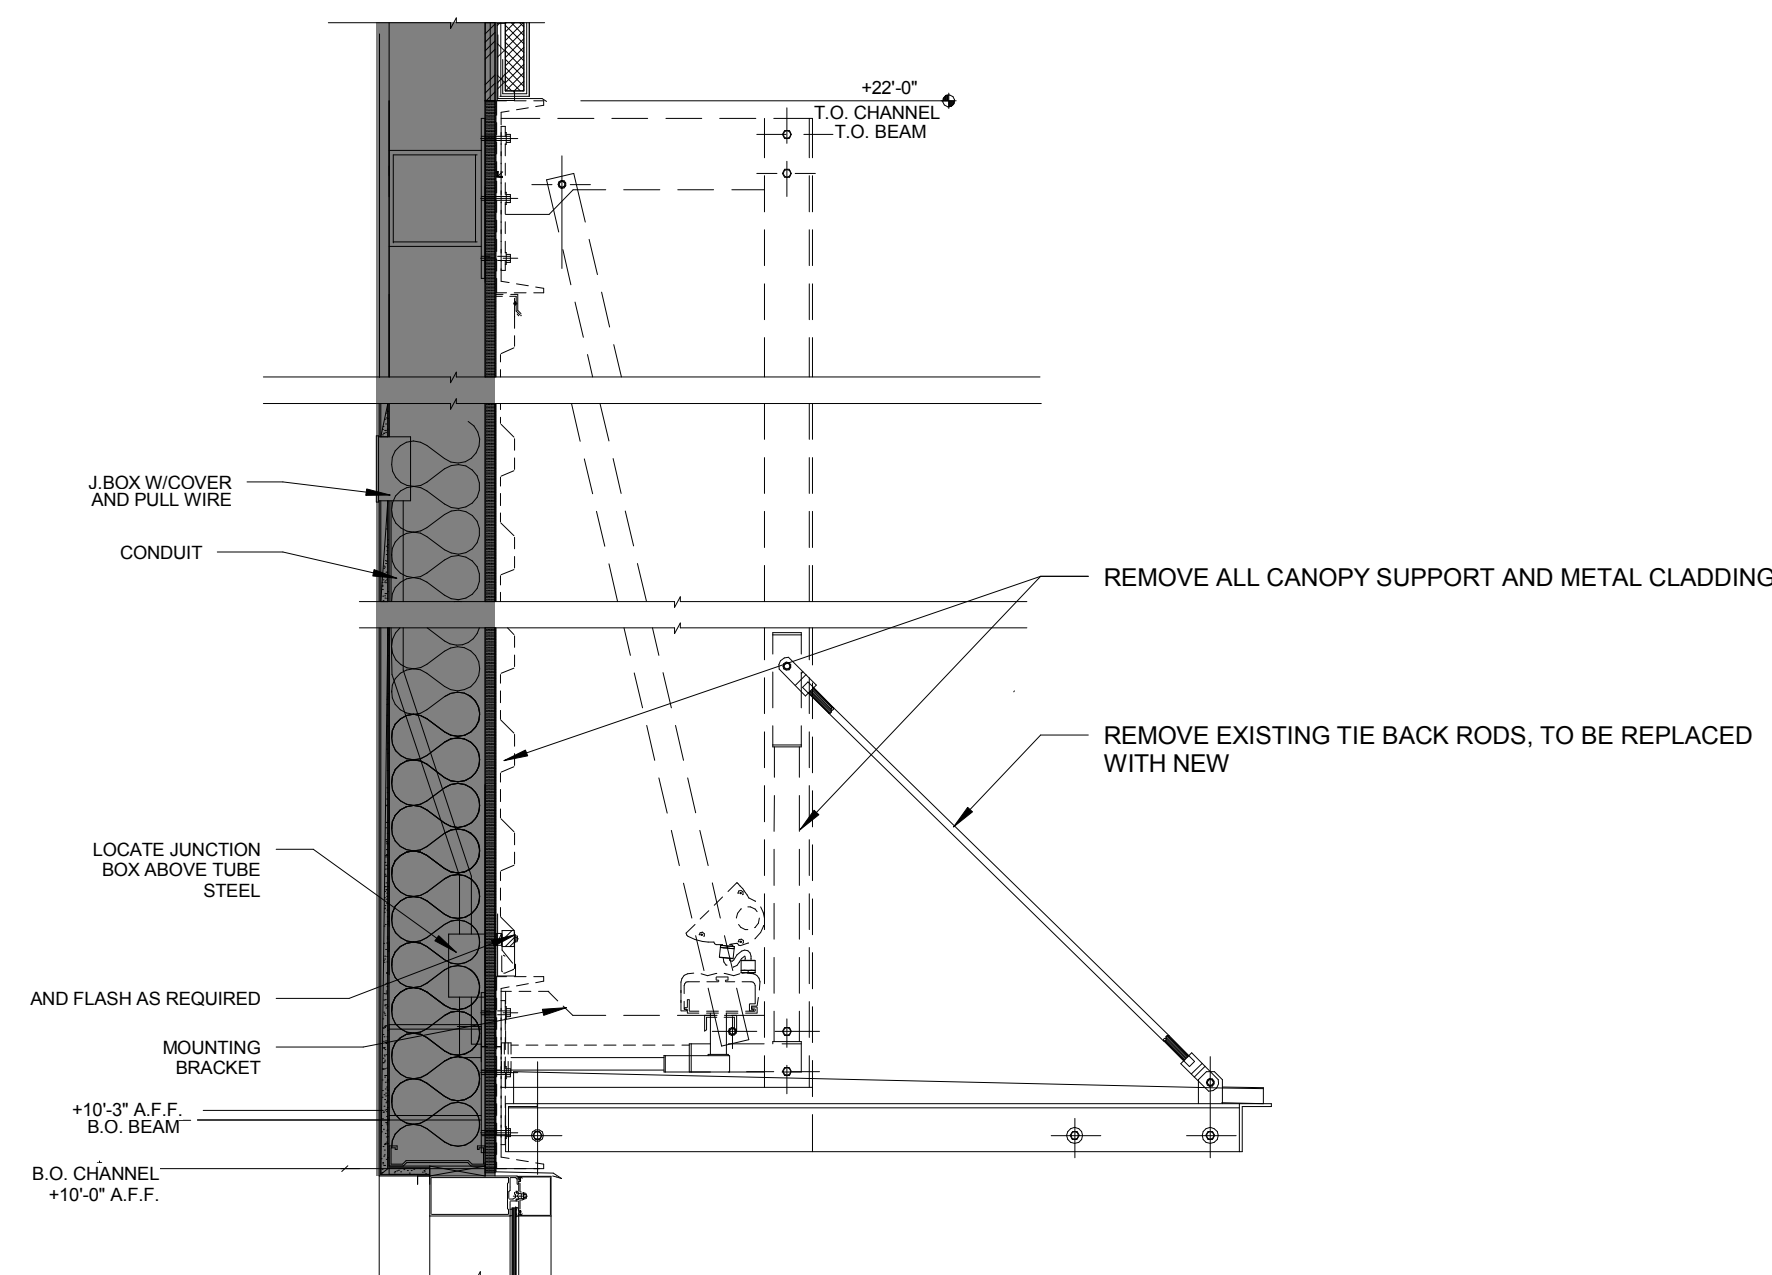 +22'-0"
T.O. CHANNEL
T.O. BEAM
J.BOX W/COVER
AND PULL WIRE
CONDUIT
REMOVE ALL CANOPY SUPPORT AND METAL CLADDING
REMOVE EXISTING TIE BACK RODS, TO BE REPLACED
WITH NEW
LOCATE JUNCTION
BOX ABOVE TUBE
STEEL
AND FLASH AS REQUIRED
MOUNTING
BRACKET
+10'-3" A.F.F.
B.O. BEAM
B.O. CHANNEL
+10'-0" A.F.F.